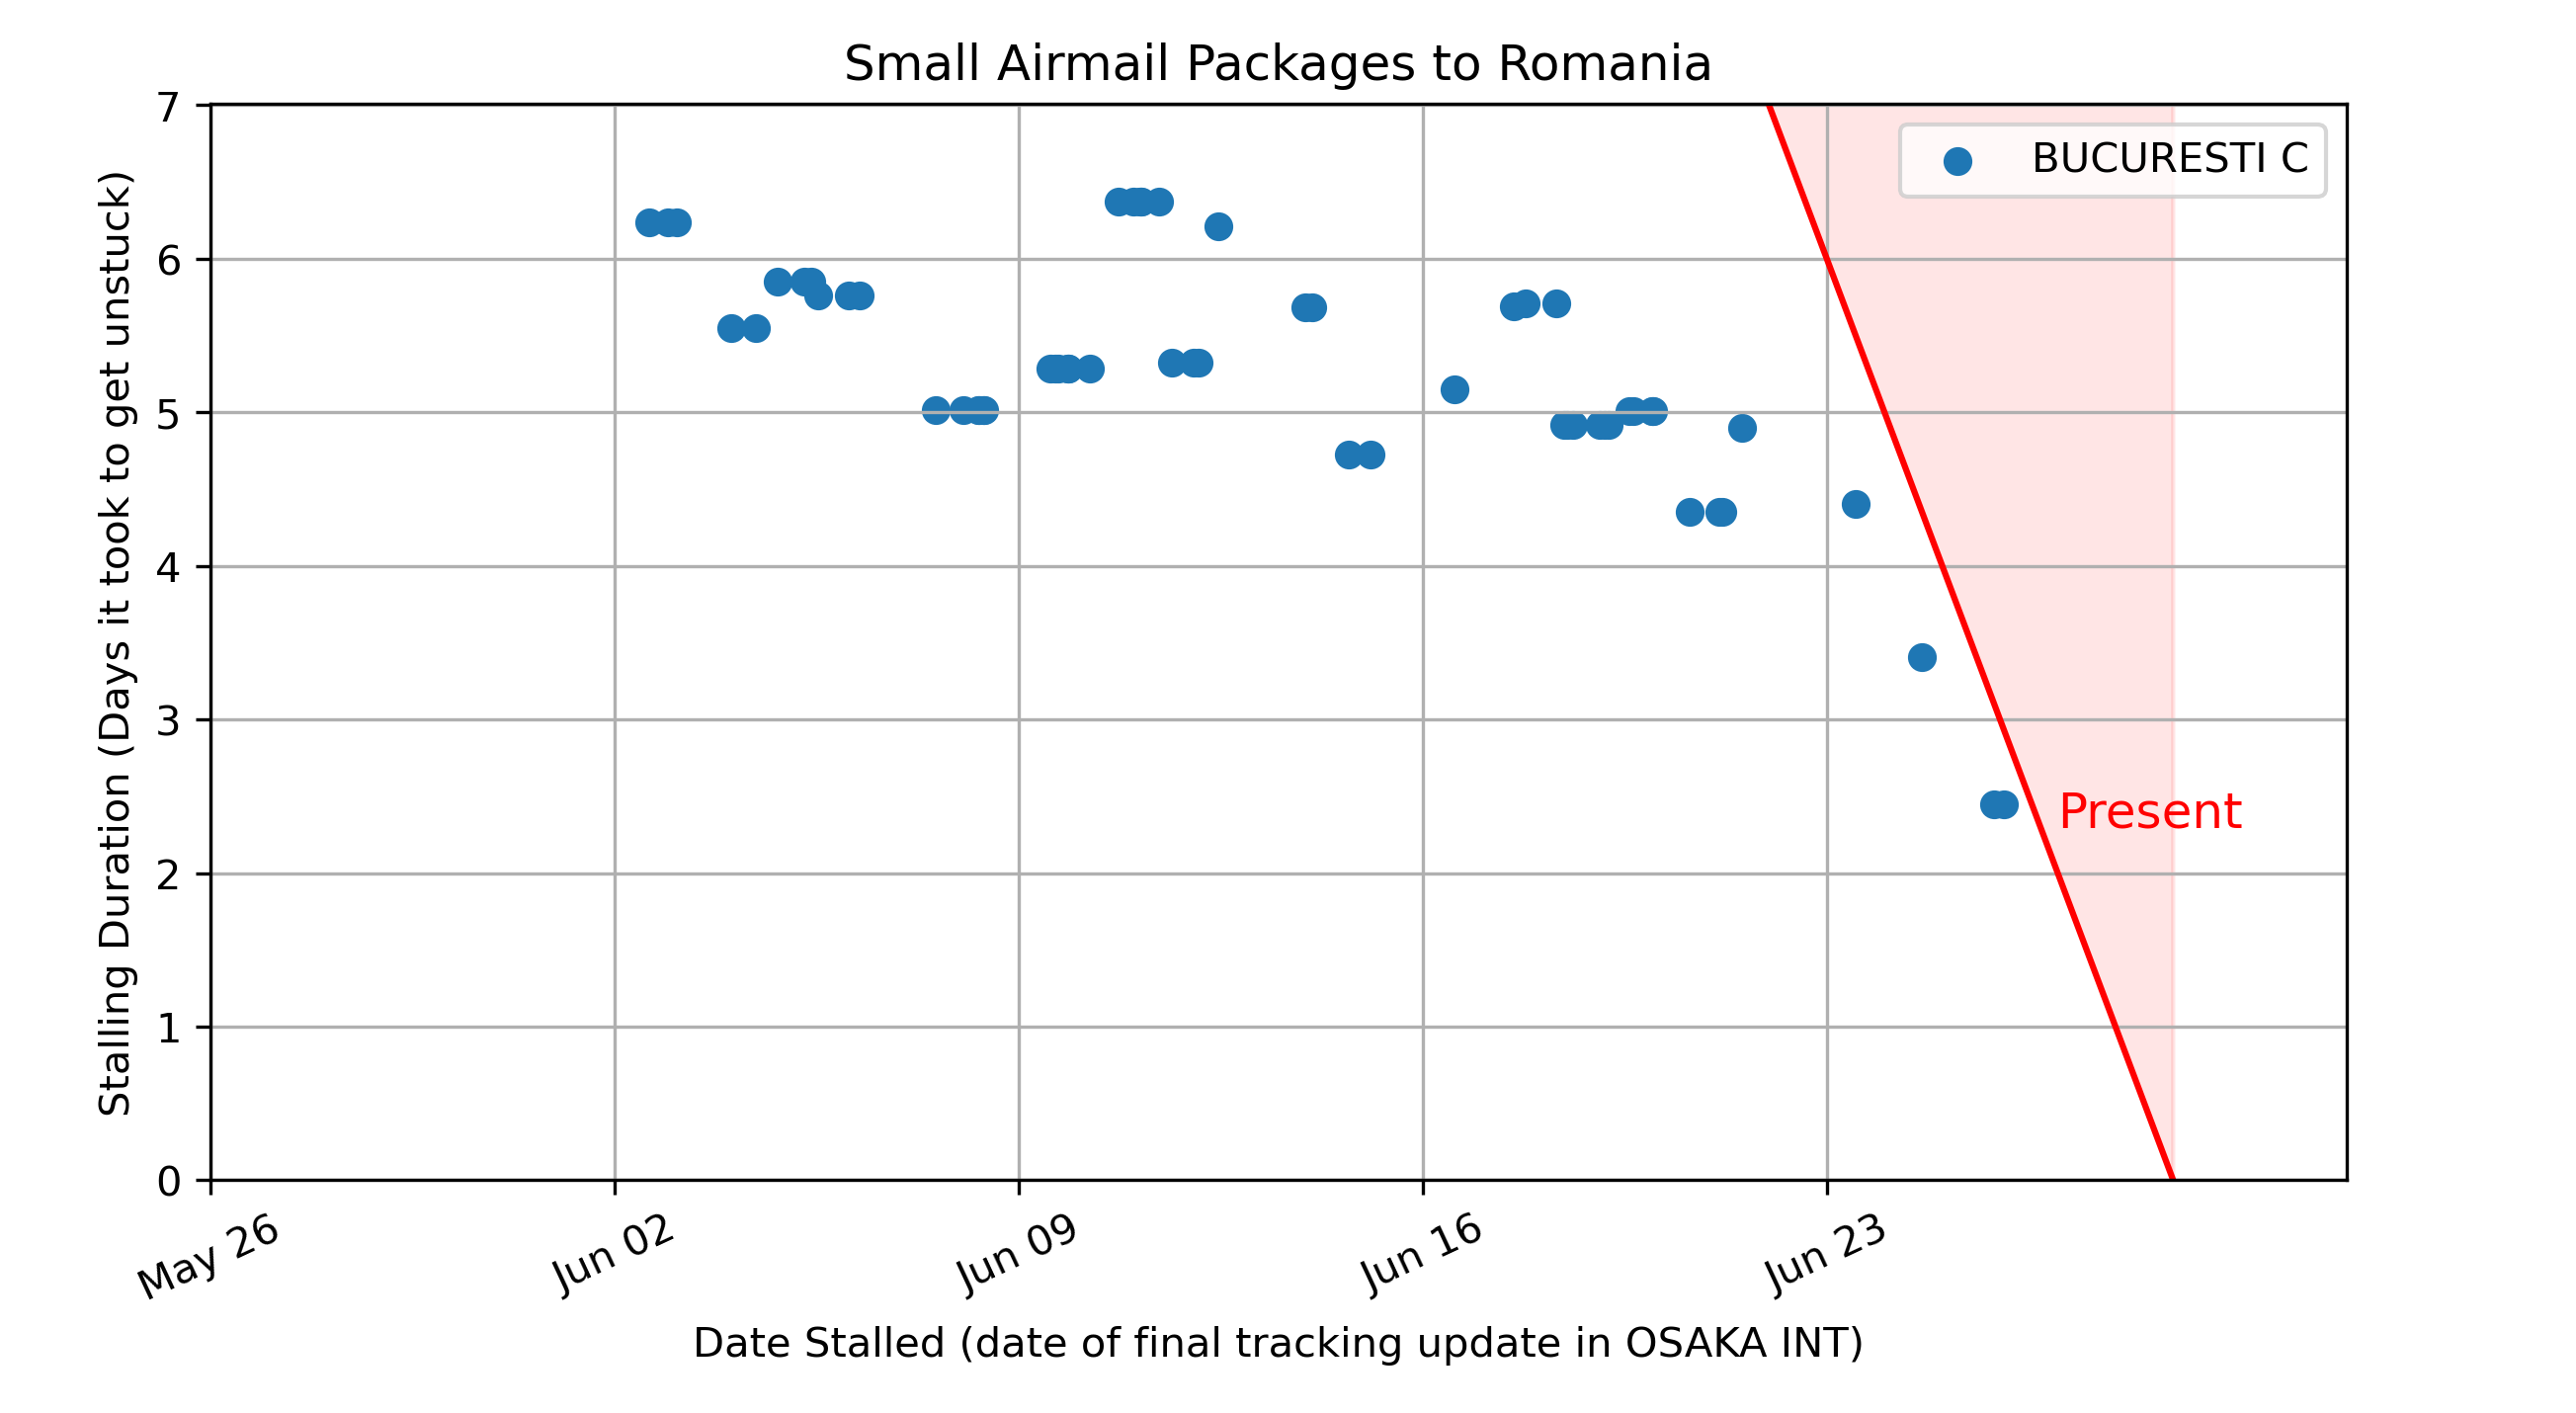 Small Airmail Packages to Romania
Stalling Duration (Days it took to get unstuck)
7
6
5
4
3
2
1
0
BUCURESTI C
Present
May 26
Jun 02
Jun 09
Jun 16
Jun 23
Date Stalled (date of final tracking update in OSAKA INT)